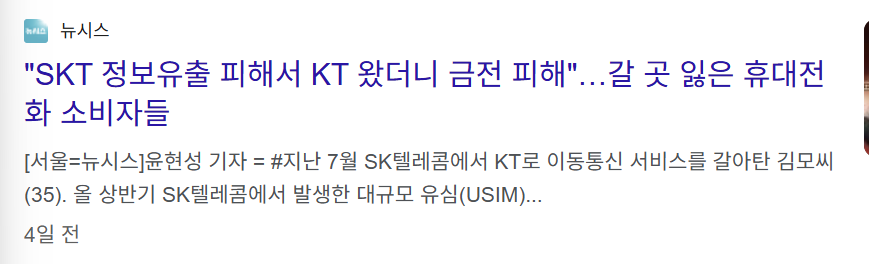 뉴시스
뉴시스
"SKT 정보유출 피해서 KT 왔더니 금전 피해"…갈 곳 잃은 휴대전
화 소비자들
[서울=뉴시스]윤현성 기자 = #지난 7월 SK텔레콤에서 KT로 이동통신 서비스를 갈아탄 김모씨
(35). 올 상반기 SK텔레콤에서 발생한 대규모 유심(USIM)...
4일 전